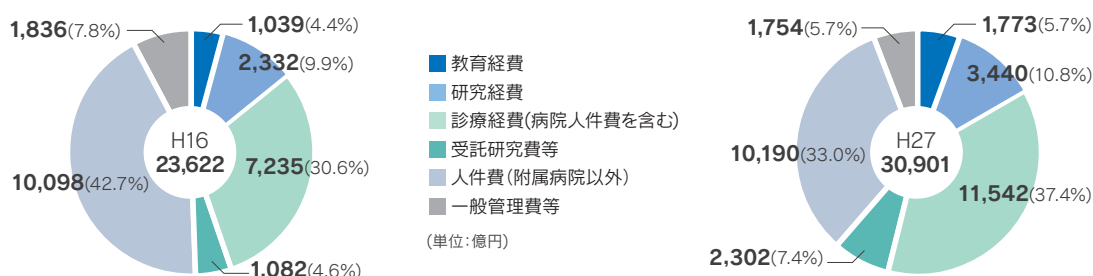 1,836(7.8%)
1,039(4.4%)
2,332(9.9%)
H16
23,622
7,235(30.6%)
10,098(42.7%)
1,082(4.6%)
教育経費
研究経費
診療経費(病院人件費を含む)
受託研究費等
人件費(附属病院以外)
一般管理費等
(単位:億円)
1,754(5.7%)
1,773(5.7%)
3,440(10.8%)
H27
30,901
10,190(33.0%)
11,542(37.4%)
2,302(7.4%)